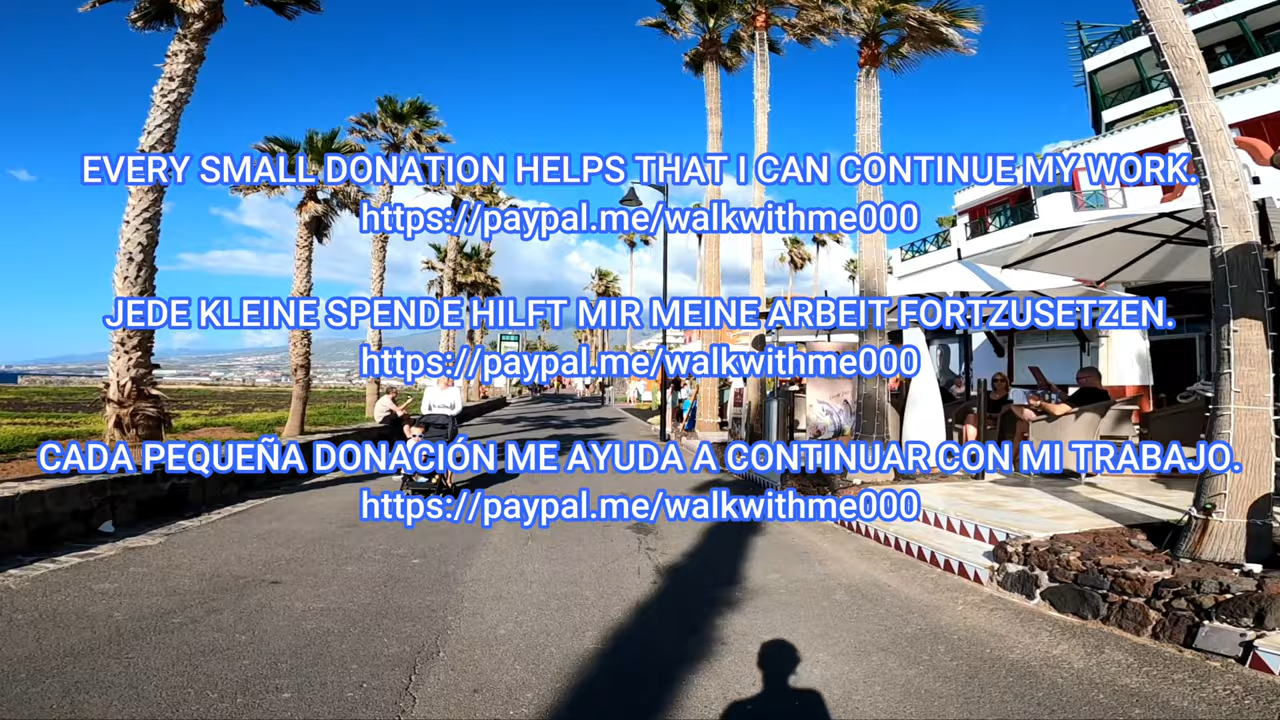 EVERY SMALL DONATION HELPS THAT I CAN CONTINUE MY WORK.
https://paypal.me/walkwithme000
JEDE KLEINE SPENDE HILFT MIR MEINE ARBEIT FORTZUSETZEN.
https://paypal.me/walkwithme000
CADA PEQUEÑA DONACIÓN ME AYUDA A CONTINUAR CON MI TRABAJO.
https://paypal.me/walkwithme000